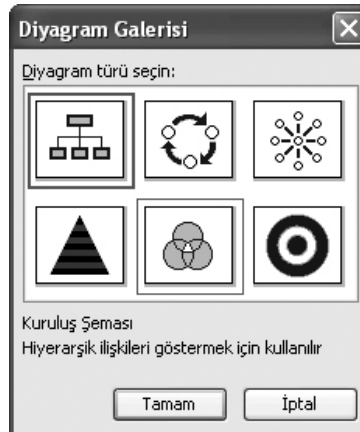 Diyagram Galerisi
Diyagram türü seçin:
Kuruluş Şeması
Hiyerarşik ilişkileri göstermek için kullanılır
Tamam
İptal